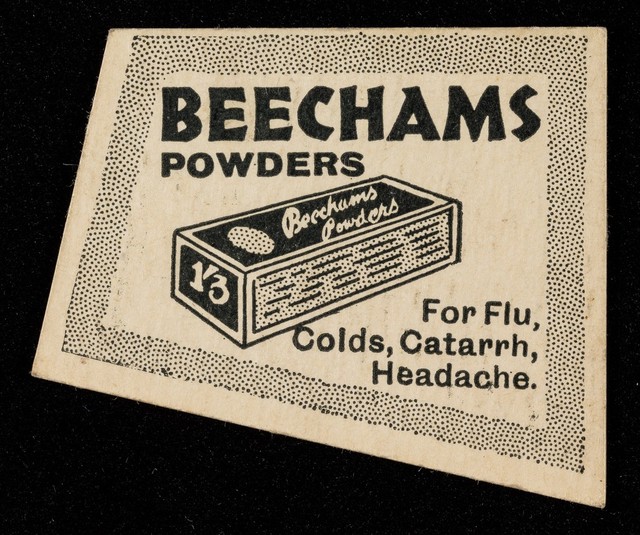 BEECHAMS
POWDERS
Beechams
Powders
1'3
For Flu,
Colds, Catarrh,
Headache.